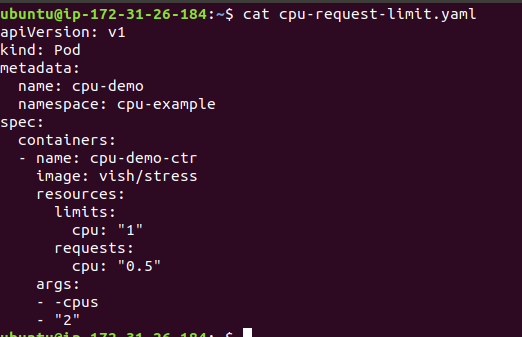 ubuntu@ip-172-31-26-184:~$ cat cpu-request-limit.yaml
apiVersion: v1
kind: Pod
metadata:
  name: cpu-demo
  namespace: cpu-example
spec:
  containers:
  - name: cpu-demo-ctr
    image: vish/stress
    resources:
      limits:
        cpu: "1"
      requests:
        cpu: "0.5"
    args:
    - -cpus
    - "2"
ubuntu@ip-172-31-26-184:~$